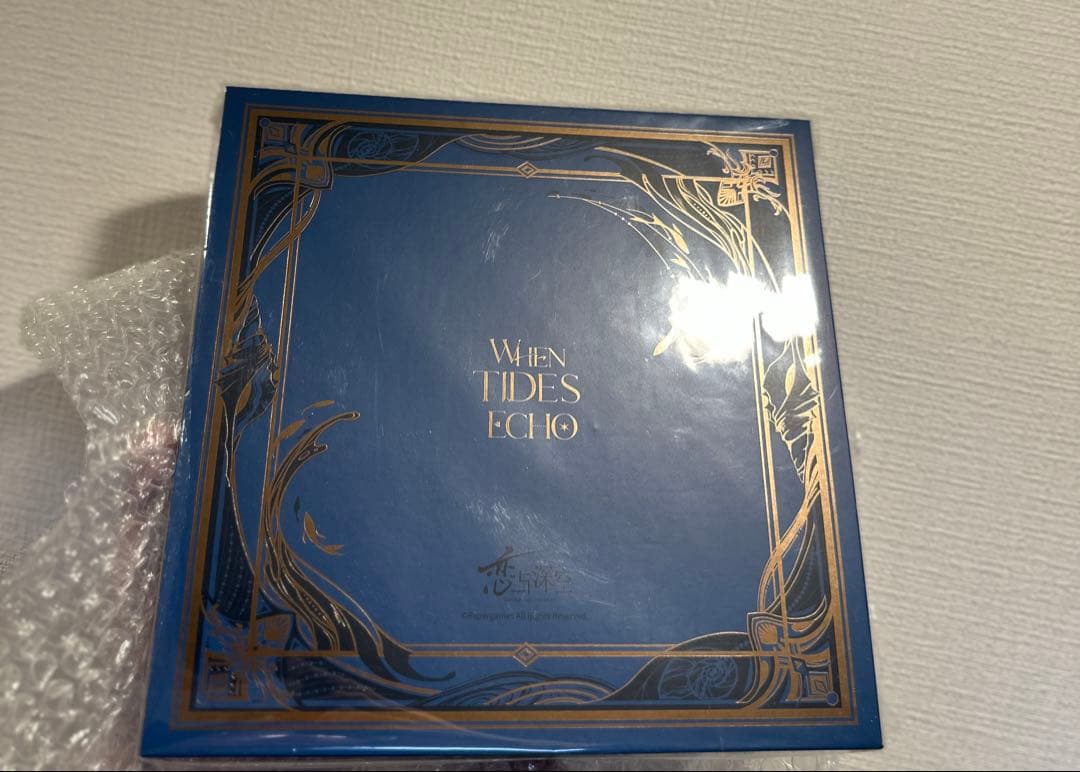 WHEN
TIDES
ECHO
恋与深空
©Papergames All Rights Reserved.